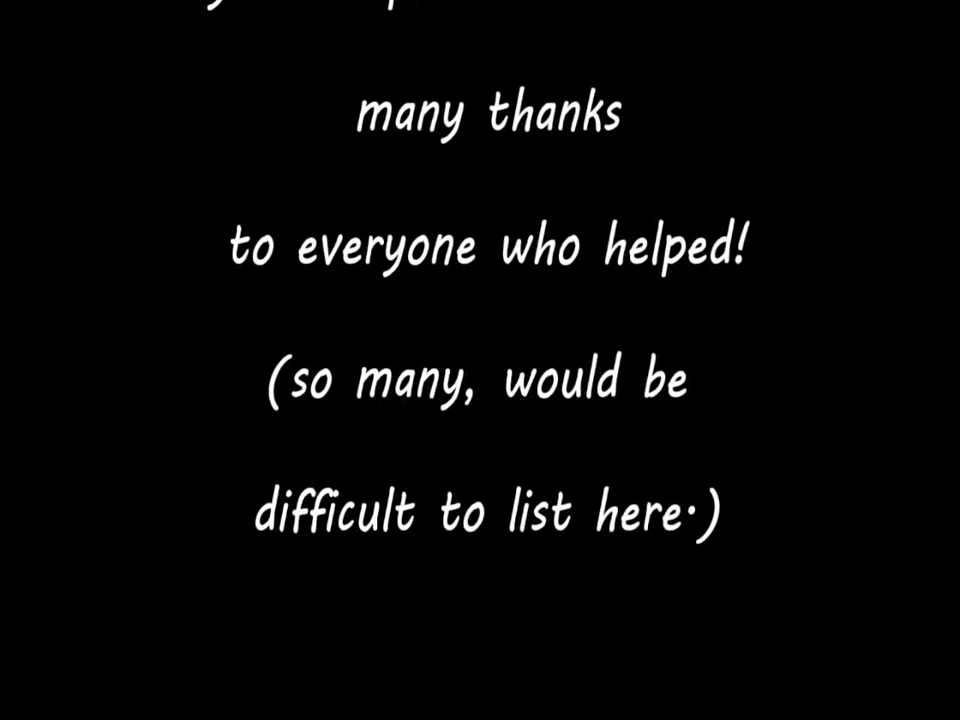 many thanks
to everyone who helped!
(so many, would be
difficult to list here.)